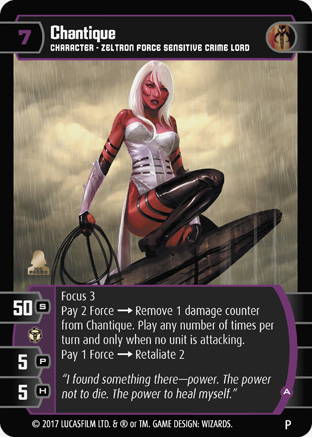 7
Chantique
CHARACTER - ZELTRON FORCE SENSITIVE CRIME LORD
50 S
5 P
5 H
Focus 3
Pay 2 Force → Remove 1 damage counter
from Chantique. Play any number of times per
turn and only when no unit is attacking.
Pay 1 Force → Retaliate 2
“I found something there—power. The power
not to die. The power to heal myself.”
A
© 2017 LUCASFILM LTD. & ® or TM. GAME DESIGN: WIZARDS.
P